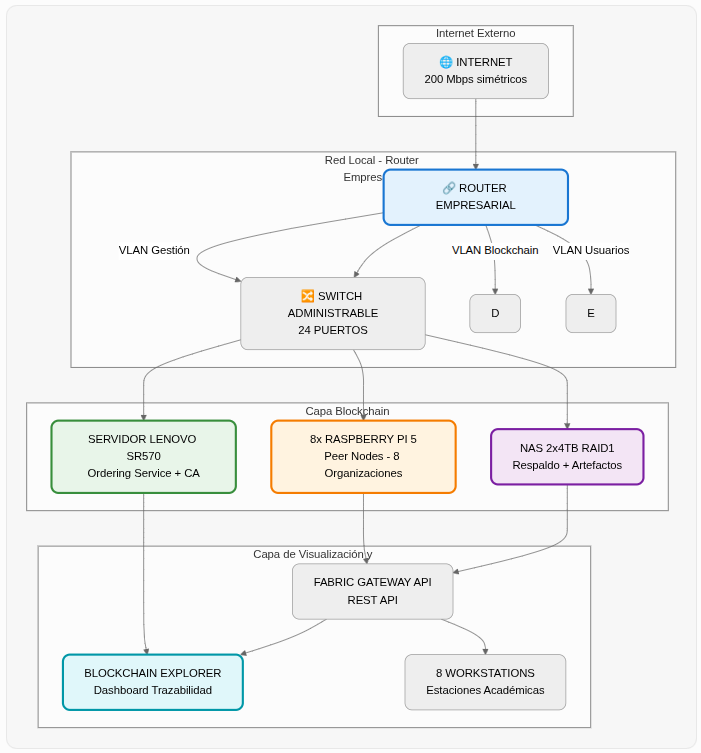 Internet Externo
🌐 INTERNET
200 Mbps simétricos
Red Local - Router
Empres
🔗 ROUTER
EMPRESARIAL
VLAN Gestión
VLAN Blockchain
VLAN Usuarios
🔀 SWITCH
ADMINISTRABLE
24 PUERTOS
D
E
Capa Blockchain
SERVIDOR LENOVO
SR570
Ordering Service + CA
8x RASPBERRY PI 5
Peer Nodes - 8
Organizaciones
NAS 2x4TB RAID1
Respaldo + Artefactos
Capa de Visualización y
FABRIC GATEWAY API
REST API
BLOCKCHAIN EXPLORER
Dashboard Trazabilidad
8 WORKSTATIONS
Estaciones Académicas